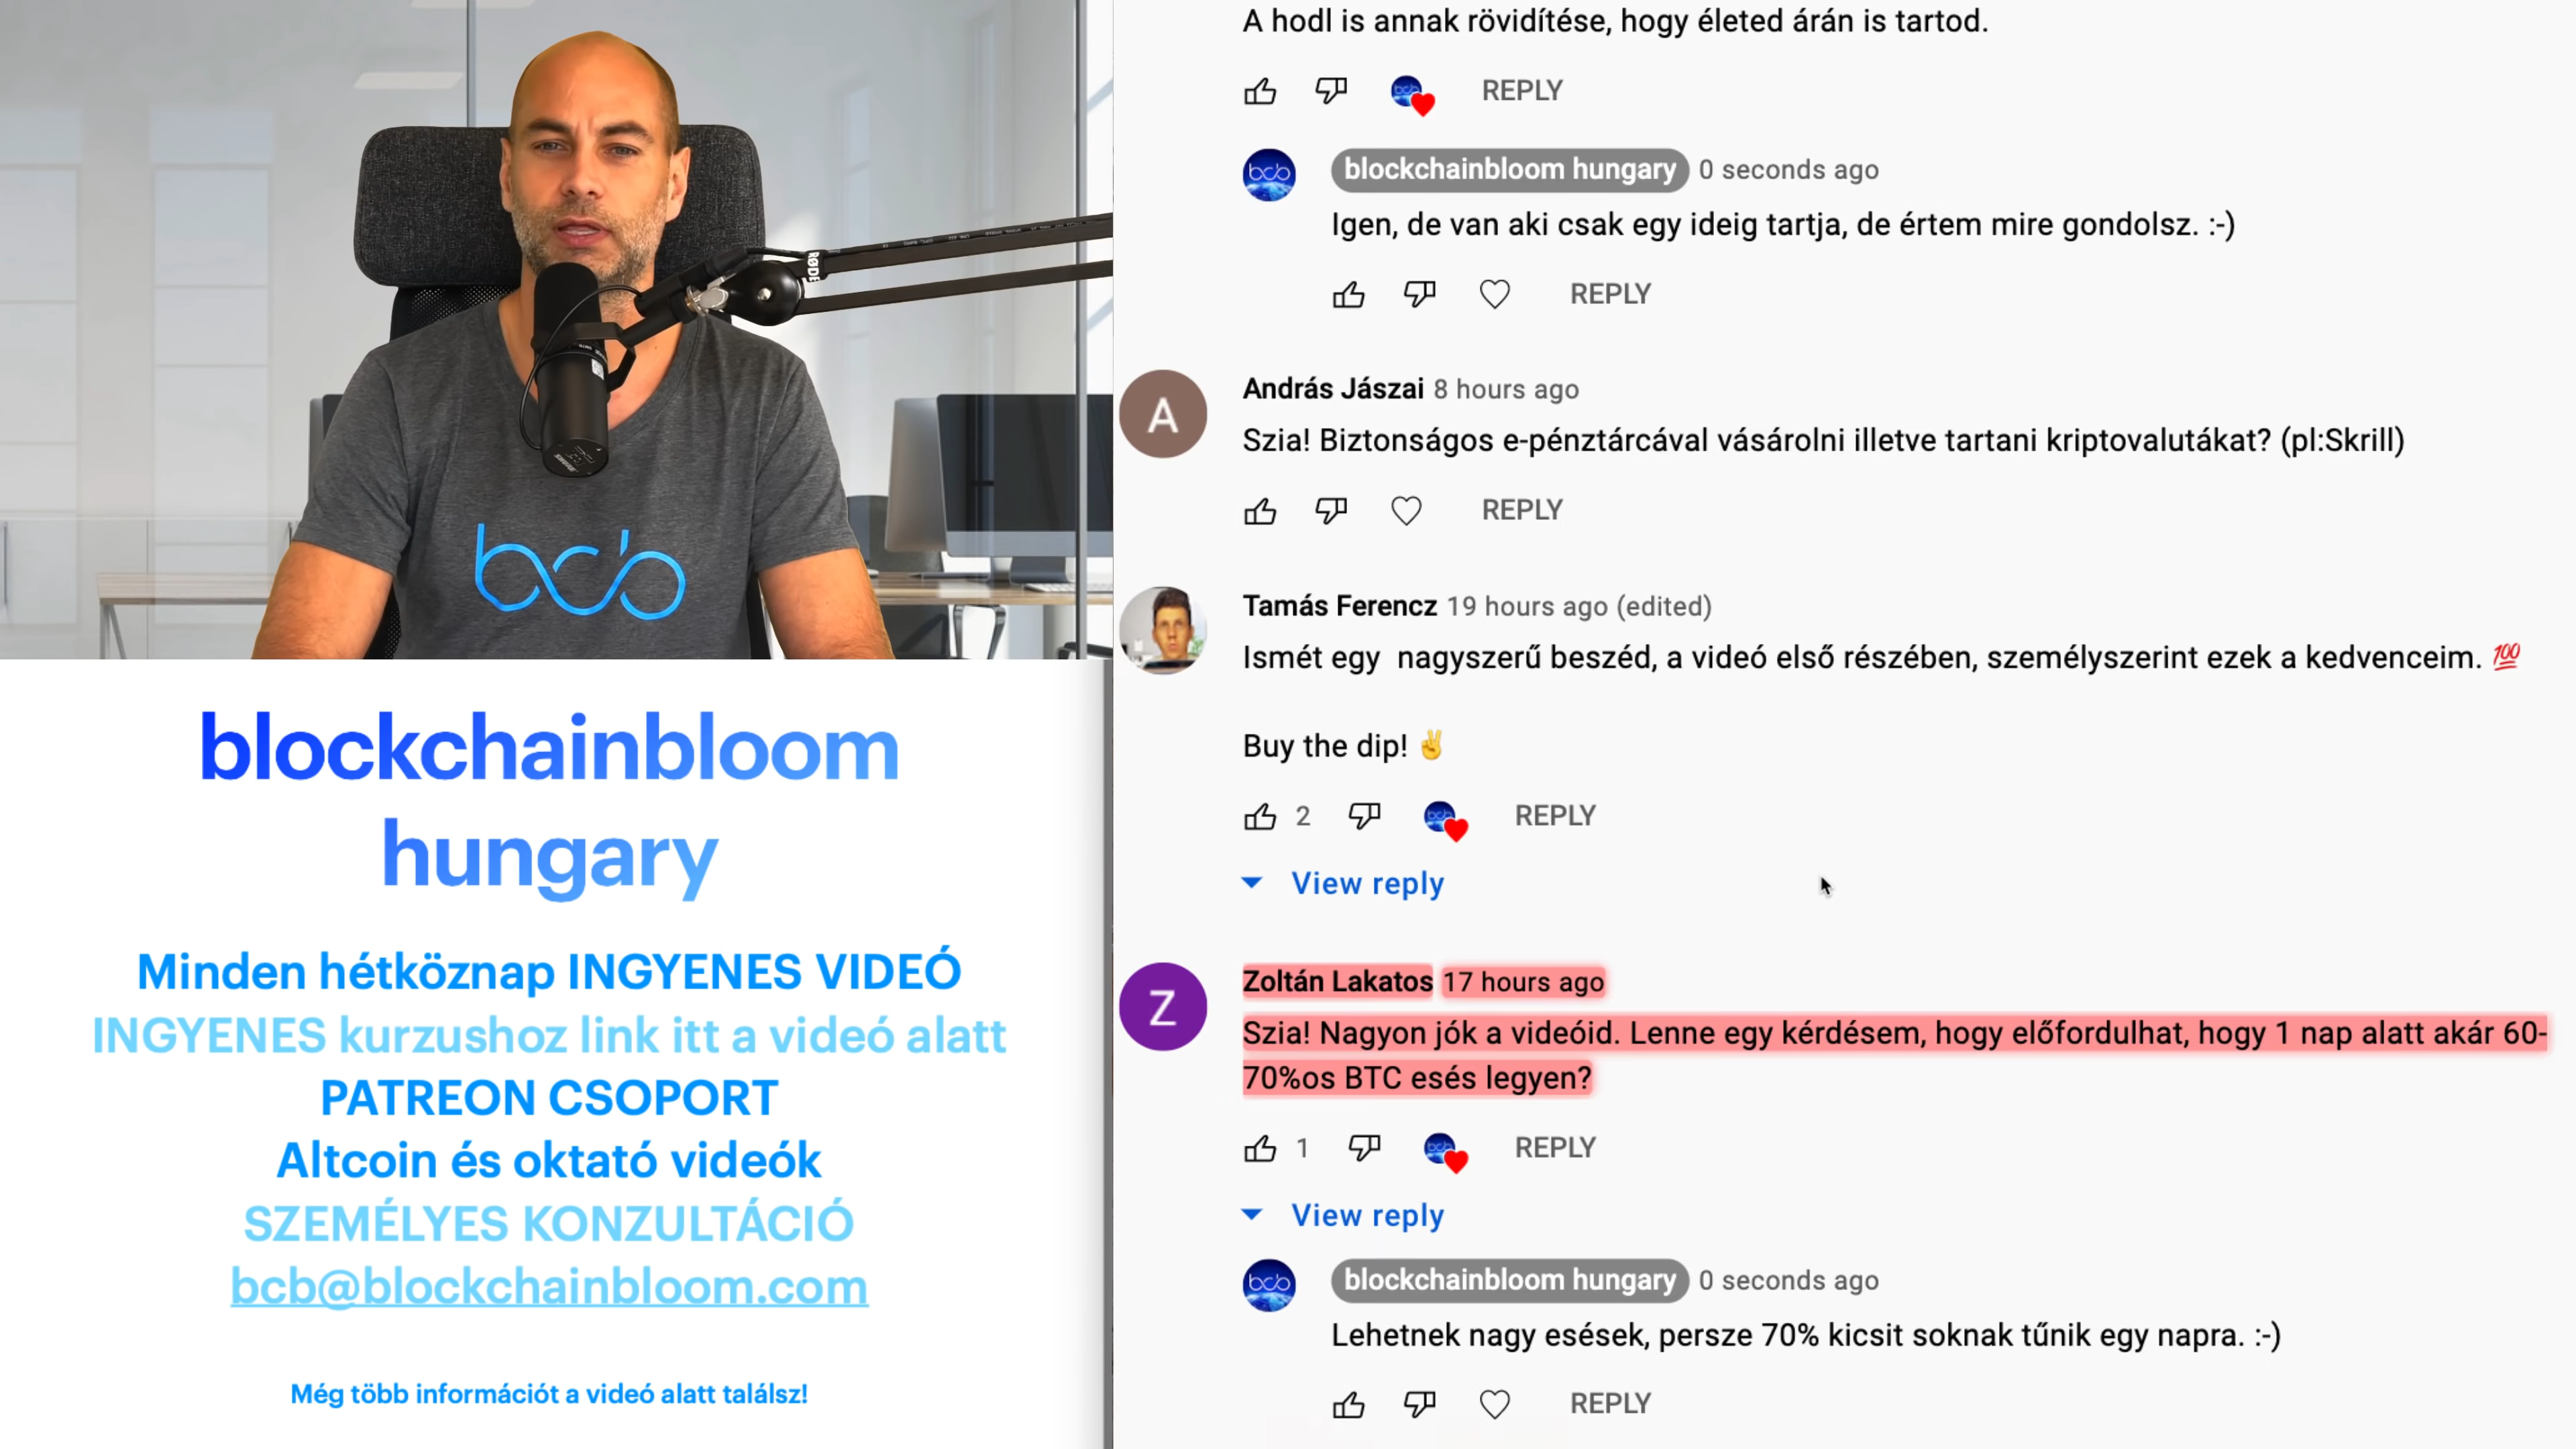 RØDE
bcb
blockchainbloom
hungary
Minden hétköznap INGYENES VIDEÓ
INGYENES kurzushoz link itt a videó alatt
PATREON CSOPORT
Altcoin és oktató videók
SZEMÉLYES KONZULTÁCIÓ
bcb@blockchainbloom.com
Még több információt a videó alatt találsz!
A hodl is annak rövidítése, hogy életed árán is tartod.
REPLY
bcb
blockchainbloom hungary 0 seconds ago
Igen, de van aki csak egy ideig tartja, de értem mire gondolsz. :-)
REPLY
A
András Jászai 8 hours ago
Szia! Biztonságos e-pénztárcával vásárolni illetve tartani kriptovalutákat? (pl:Skrill)
REPLY
Tamás Ferencz 19 hours ago (edited)
Ismét egy nagyszerű beszéd, a videó első részében, személyszerint ezek a kedvenceim. 💯
Buy the dip! ✌️
2 REPLY
View reply
Z
Zoltán Lakatos 17 hours ago
Szia! Nagyon jók a videóid. Lenne egy kérdésem, hogy előfordulhat, hogy 1 nap alatt akár 60-
70%os BTC esés legyen?
1 REPLY
View reply
bcb
blockchainbloom hungary 0 seconds ago
Lehetnek nagy esések, persze 70% kicsit soknak tűnik egy napra. :-)
REPLY